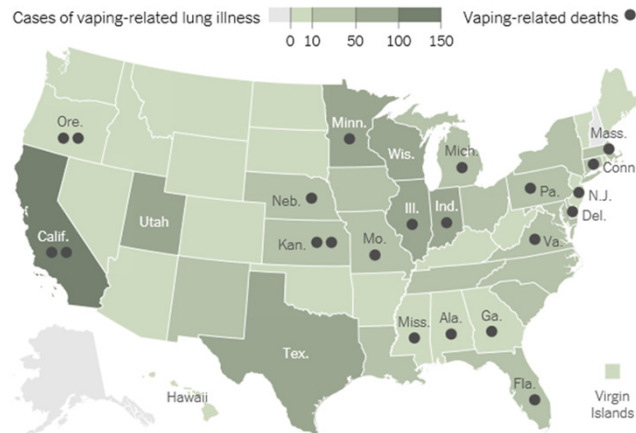 Cases of vaping-related lung illness
0 10 50 100 150
Vaping-related deaths
Ore.
Minn.
Mass.
Wis.
Mich.
Conn
Neb.
Pa.
N.J.
Utah
Ill.
Ind.
Del.
Calif.
Kan.
Mo.
Va.
Miss.
Ala.
Ga.
Tex.
Fla.
Hawaii
Virgin
Islands